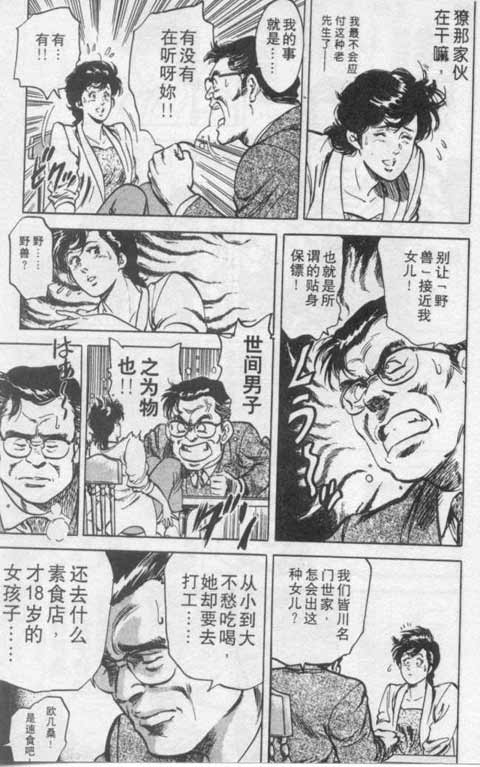 獠那家伙
在干嘛，
我最不会应
付这种老
先生了……
我的事
就是……
有没有
在听呀妳!!
有…
有!!
别让「野
兽」接近我
女儿！
也就是所
谓的贴身
保镖！
野……
野兽？
世间男子
之为物
也!!
はぁ
我们皆川名
门世家，
怎会出这
种女儿？
从小到大
不愁吃喝，
她却要去
打工……
还去什么
素食店，
才18岁的
女孩子……
欧几桑！
是速食吧！